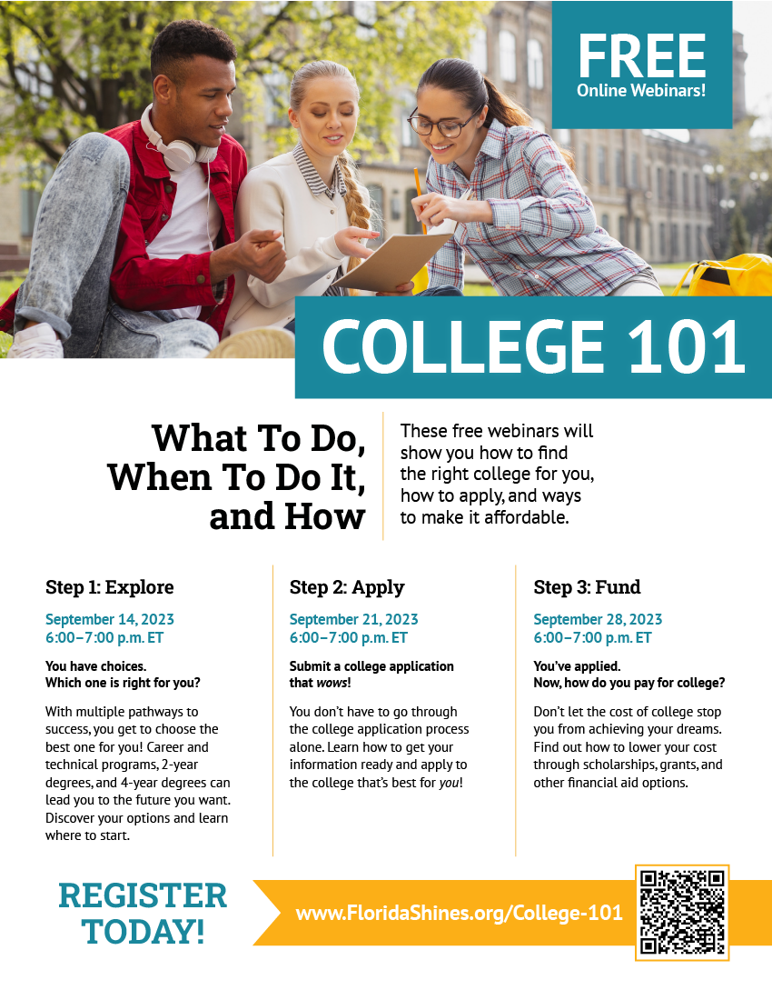 FREE
Online Webinars!
COLLEGE 101
What To Do,
When To Do It,
and How
These free webinars will
show you how to find
the right college for you,
how to apply, and ways
to make it affordable.
Step 1: Explore
September 14, 2023
6:00–7:00 p.m. ET
You have choices.
Which one is right for you?
With multiple pathways to
success, you get to choose the
best one for you! Career and
technical programs, 2-year
degrees, and 4-year degrees can
lead you to the future you want.
Discover your options and learn
where to start.
Step 2: Apply
September 21, 2023
6:00–7:00 p.m. ET
Submit a college application
that wows!
You don’t have to go through
the college application process
alone. Learn how to get your
information ready and apply to
the college that’s best for you!
Step 3: Fund
September 28, 2023
6:00–7:00 p.m. ET
You’ve applied.
Now, how do you pay for college?
Don’t let the cost of college stop
you from achieving your dreams.
Find out how to lower your cost
through scholarships, grants, and
other financial aid options.
REGISTER
TODAY!
www.FloridaShines.org/College-101